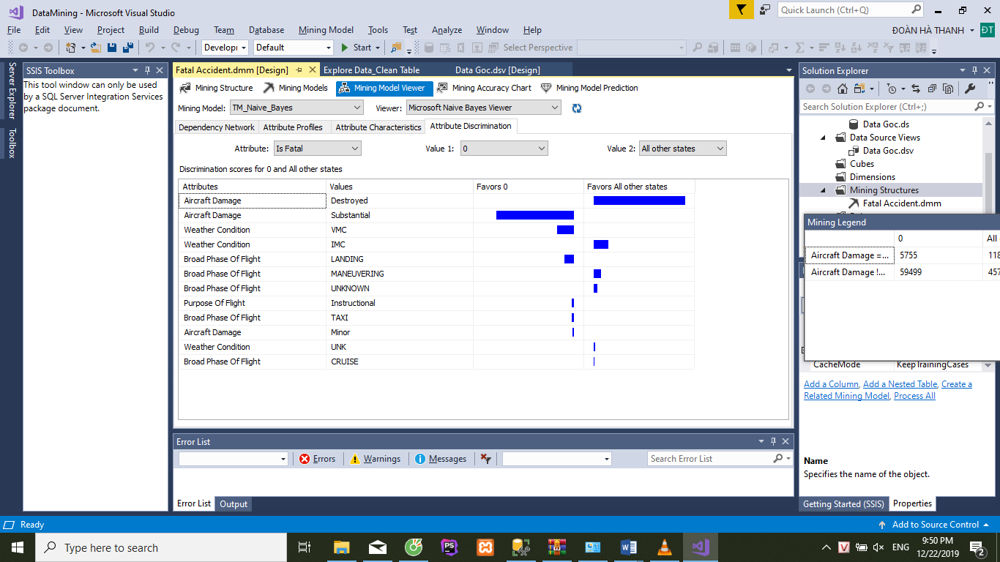 DataMining - Microsoft Visual Studio
Quick Launch (Ctrl+Q)
File Edit View Project Build Debug Team Database Mining Model Tools Test Analyze Window Help
ĐOÀN HÀ THANH ĐT
Developi Default Start Select Perspective
Server Explorer
Toolbox
SSIS Toolbox
This tool window can only be used by a SQL Server Integration Services package document.
Fatal Accident.dmm [Design] Explore Data_Clean Table Data Goc.dsv [Design]
Mining Structure Mining Models Mining Model Viewer Mining Accuracy Chart Mining Model Prediction
Mining Model: TM_Naive_Bayes Viewer: Microsoft Naive Bayes Viewer
Dependency Network Attribute Profiles Attribute Characteristics Attribute Discrimination
Attribute: Is Fatal Value 1: 0 Value 2: All other states
Discrimination scores for 0 and All other states
Attributes Values Favors 0 Favors All other states
Aircraft Damage Destroyed
Aircraft Damage Substantial
Weather Condition VMC
Weather Condition IMC
Broad Phase Of Flight LANDING
Broad Phase Of Flight MANEUVERING
Broad Phase Of Flight UNKNOWN
Purpose Of Flight Instructional
Broad Phase Of Flight TAXI
Aircraft Damage Minor
Weather Condition UNK
Broad Phase Of Flight CRUISE
Error List
Errors Warnings Messages
Search Error List
Error List Output
Solution Explorer
Search Solution Explorer (Ctrl+;)
Data Goc.ds
Data Source Views
Data Goc.dsv
Cubes
Dimensions
Mining Structures
Fatal Accident.dmm
Mining Legend
0 All
Aircraft Damage =... 5755 118
Aircraft Damage !... 59499 457
CacheMode KeepTrainingCases
Add a Column, Add a Nested Table, Create a
Related Mining Model, Process All
Name
Specifies the name of the object.
Getting Started (SSIS) Properties
Ready
Add to Source Control
Type here to search
PS
W
V
ENG
9:50 PM
12/22/2019
2